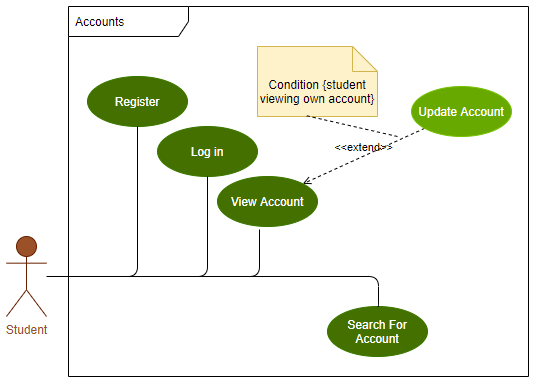 Accounts
Condition {student
viewing own account}
Register
Update Account
Log in
<<extend>>
View Account
Student
Search For
Account